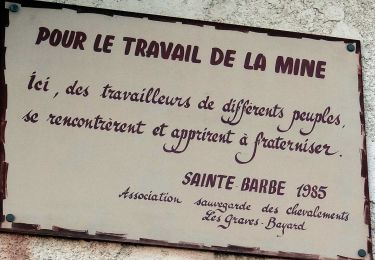 POUR LE TRAVAIL DE LA MINE
Ici, des travailleurs de différents peuples,
se rencontrèrent et apprirent à fraterniser.
SAINTE BARBE 1985
Association sauvegarde des chevalements
Les Graves-Bayard